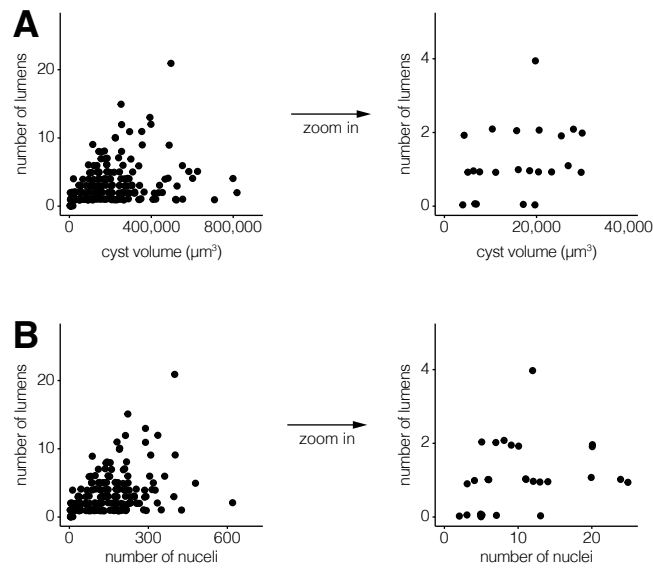 A
number of lumens
20
10
0
0
400,000
800,000
cyst volume (µm³)
zoom in
number of lumens
4
2
0
0
20,000
40,000
cyst volume (µm³)
B
number of lumens
20
10
0
0
300
600
number of nuceli
zoom in
number of lumens
4
2
0
0
10
20
number of nuclei